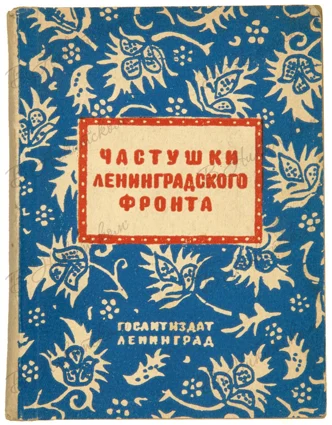 ЧАСТУШКИ
ЛЕНИНГРАДСКОГО
ФРОНТА
ГОСЛИТИЗДАТ
ЛЕНИНГРАД